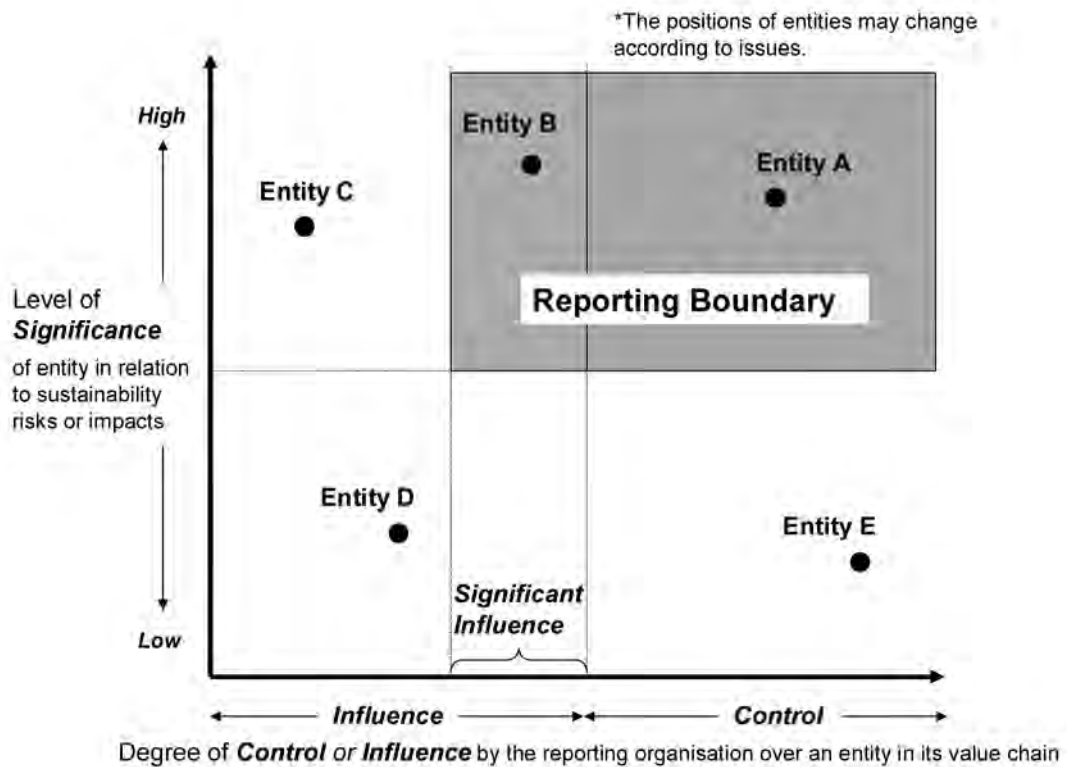 *The positions of entities may change
according to issues.
High
Entity B
Entity A
Entity C
Reporting Boundary
Level of
Significance
of entity in relation
to sustainability
risks or impacts
Entity D
Entity E
Significant
Influence
Low
Influence
Control
Degree of Control or Influence by the reporting organisation over an entity in its value chain